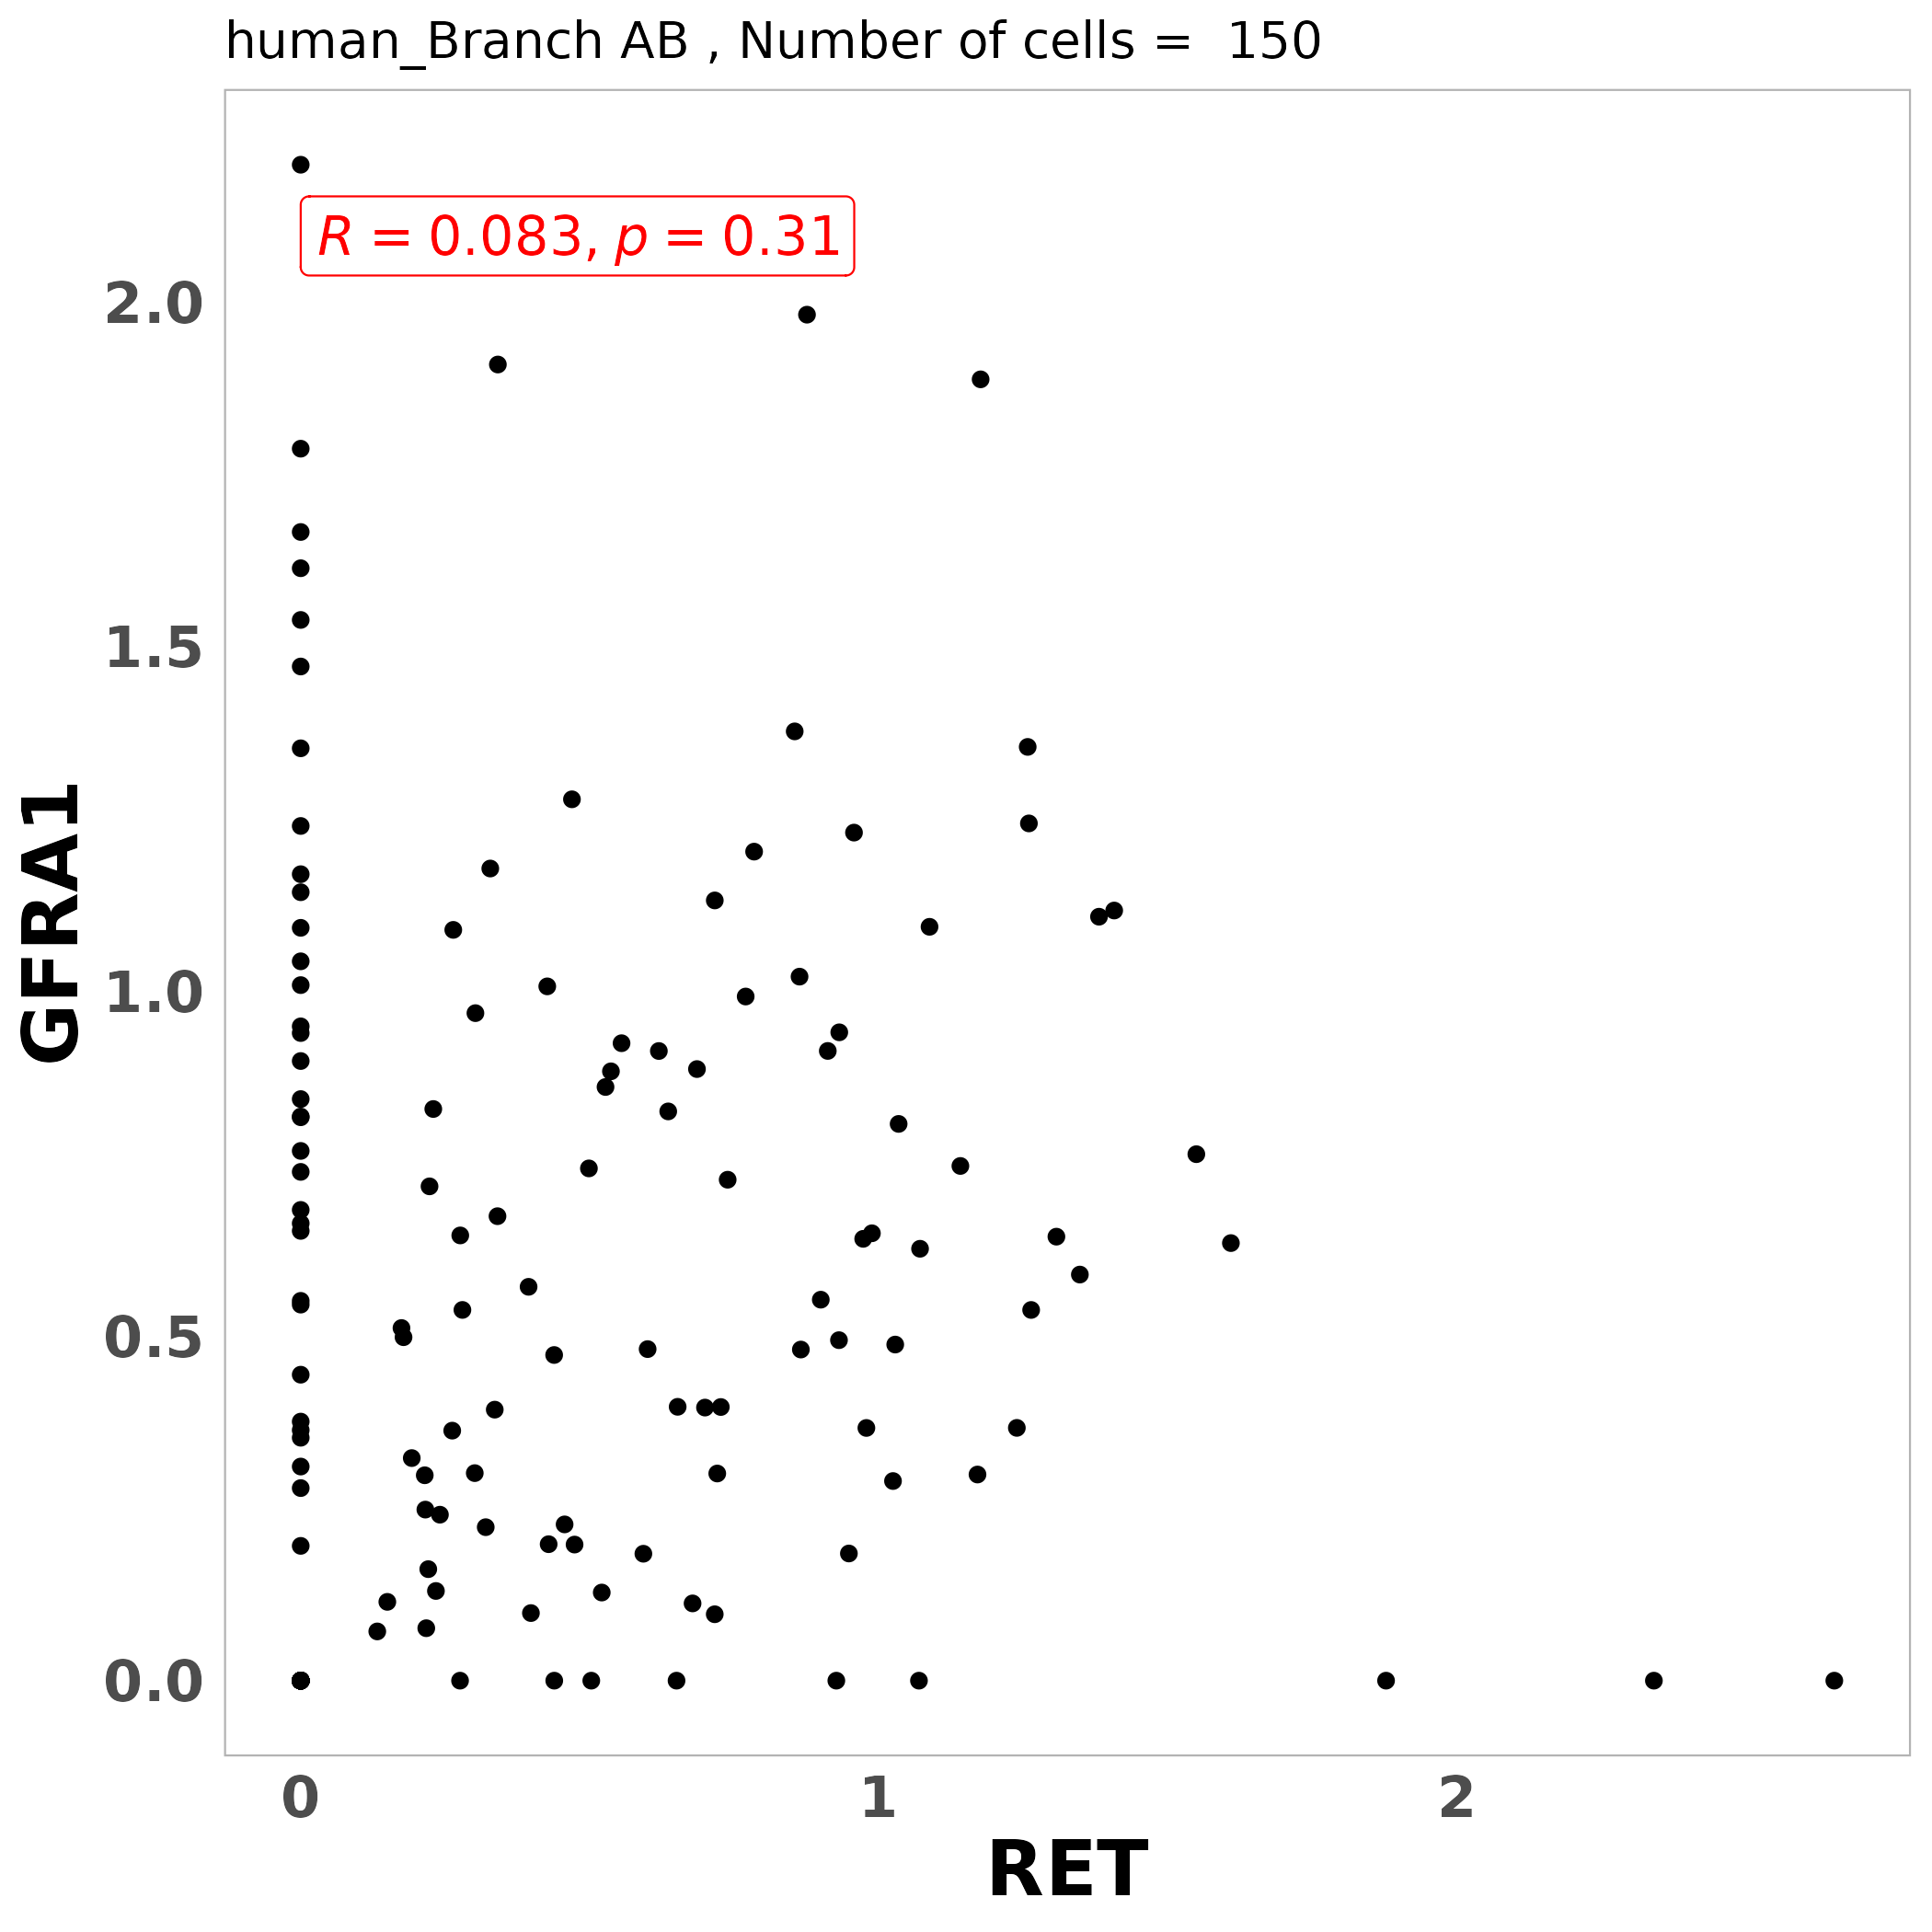 human_Branch AB , Number of cells =  150
R = 0.083, p = 0.31
2.0
1.5
1.0
0.5
0.0
GFRA1
0 1 2
RET